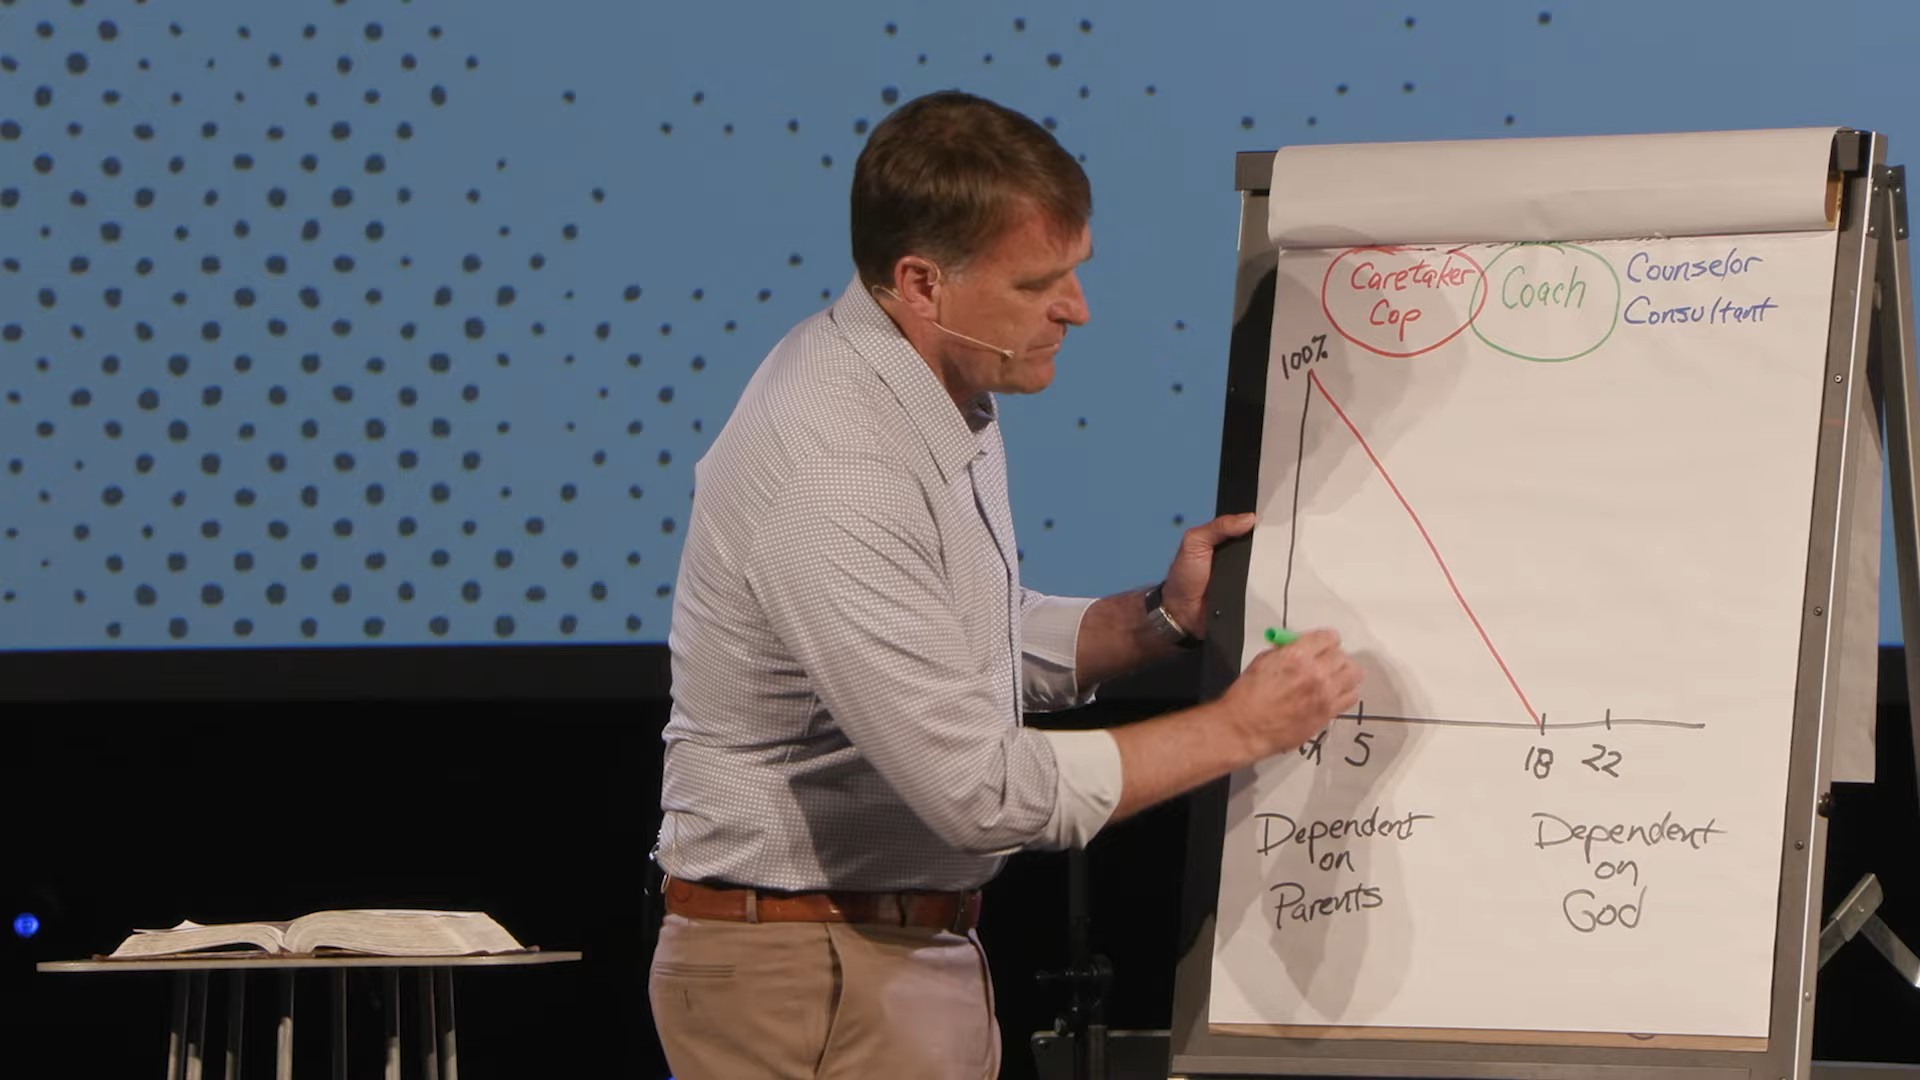 Caretaker
Cop
Coach
Counselor
Consultant
100%
5
18
22
Dependent
on
Parents
Dependent
on
God